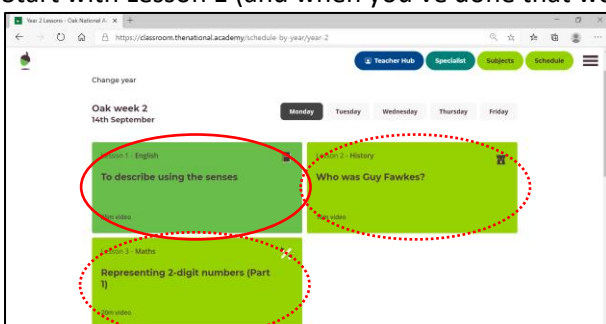 Start with Lesson 1 (and when you've done that wo
Year 2 Lessons - Oak National Ac
https://classroom.thenational.academy/schedule-by-year/year-2
Teacher Hub
Specialist
Subjects
Schedule
Change year
Oak week 2
14th September
Monday
Tuesday
Wednesday
Thursday
Friday
Lesson 1 - English
To describe using the senses
video
Lesson 2 - History
Who was Guy Fawkes?
video
Lesson 3 - Maths
Representing 2-digit numbers (Part
1)
20m video